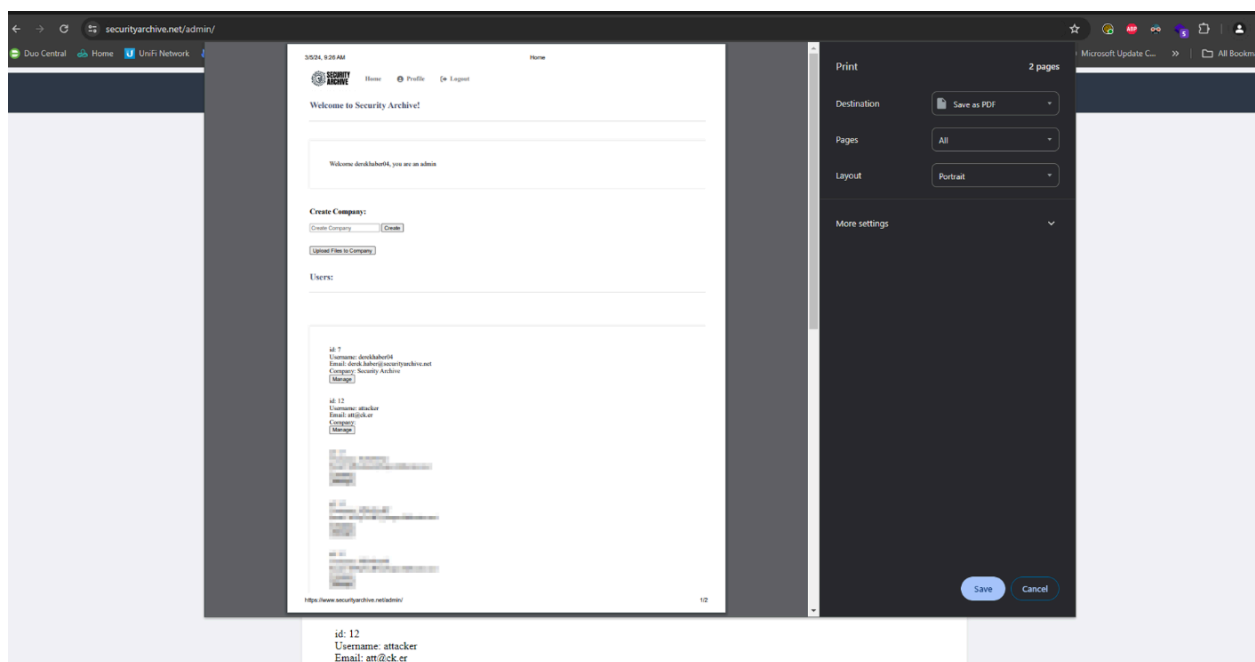 securityarchive.net/admin/
Duo Central Home UniFi Network Microsoft Update C... » All Bookm
3/5/24, 9:26 AM Home
SECURITY ARCHIVE Home Profile Logout
Welcome to Security Archive!
Welcome derekhaber04, you are an admin
Create Company:
Create Company Create
Upload Files to Company
Users:
id: 7
Username: derekhaber04
Email: derek.haber@securityarchive.net
Company: Security Archive
Manage
id: 12
Username: attacker
Email: att@ck.er
Company:
Manage
https://www.securityarchive.net/admin/ 1/2
Print 2 pages
Destination Save as PDF
Pages All
Layout Portrait
More settings
Save Cancel
id: 12
Username: attacker
Email: att@ck.er